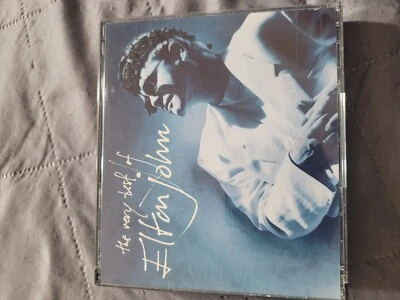 the very best of
Elton John